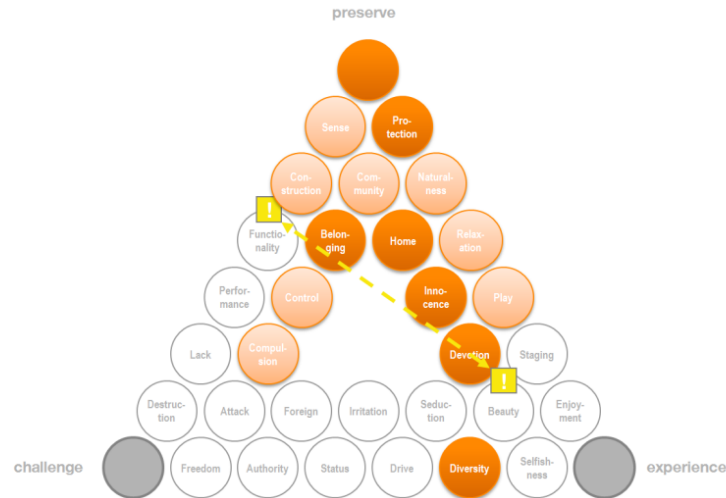 preserve
Sense
Pro-
tection
Con-
struction
Com-
munity
Natural-
ness
!
Functio-
nality
Belon-
ging
Home
Relax-
ation
Perfor-
mance
Control
Inno-
cence
Play
Lack
Compul-
sion
Devotion
Staging
!
Destruc-
tion
Attack
Foreign
Irritation
Seduc-
tion
Beauty
Enjoy-
ment
challenge
Freedom
Authority
Status
Drive
Diversity
Selfish-
ness
experience